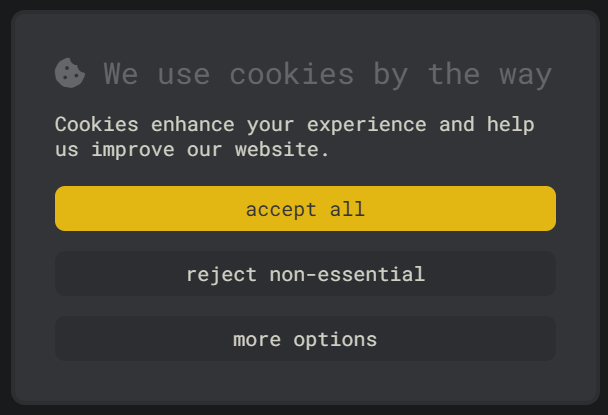 We use cookies by the way
Cookies enhance your experience and help
us improve our website.
accept all
reject non-essential
more options